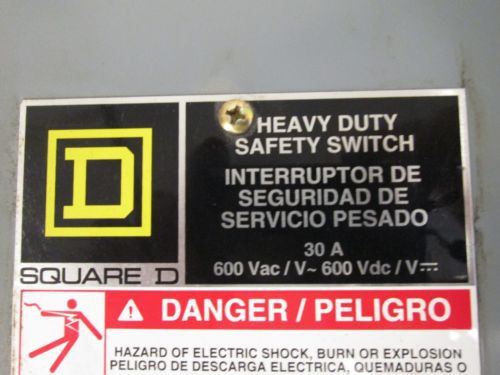 D
SQUARE D
HEAVY DUTY
SAFETY SWITCH
INTERRUPTOR DE
SEGURIDAD DE
SERVICIO PESADO
30 A
600 Vac / V~ 600 Vdc / V⎓
DANGER / PELIGRO
HAZARD OF ELECTRIC SHOCK, BURN OR EXPLOSION
PELIGRO DE DESCARGA ELECTRICA, QUEMADURAS O